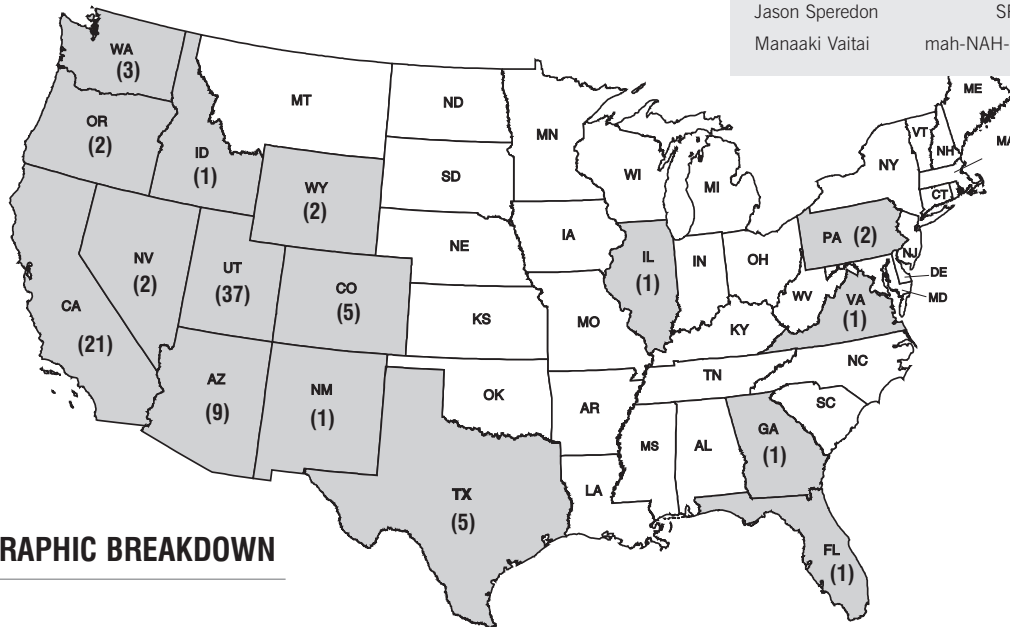 Jason Speredon
Manaaki Vaitai
WA
(3)
OR
(2)
ID
(1)
MT
ND
MN
SD
WY
(2)
NE
IA
WI
MI
NY
VT
NH
ME
CT
NV
(2)
UT
(37)
CO
(5)
CA
(21)
KS
MO
IL
(1)
IN
OH
PA (2)
NJ
DE
MD
WV
VA
(1)
KY
AZ
(9)
NM
(1)
OK
AR
TN
NC
SC
TX
(5)
LA
MS
AL
GA
(1)
FL
(1)
BREAKDOWN